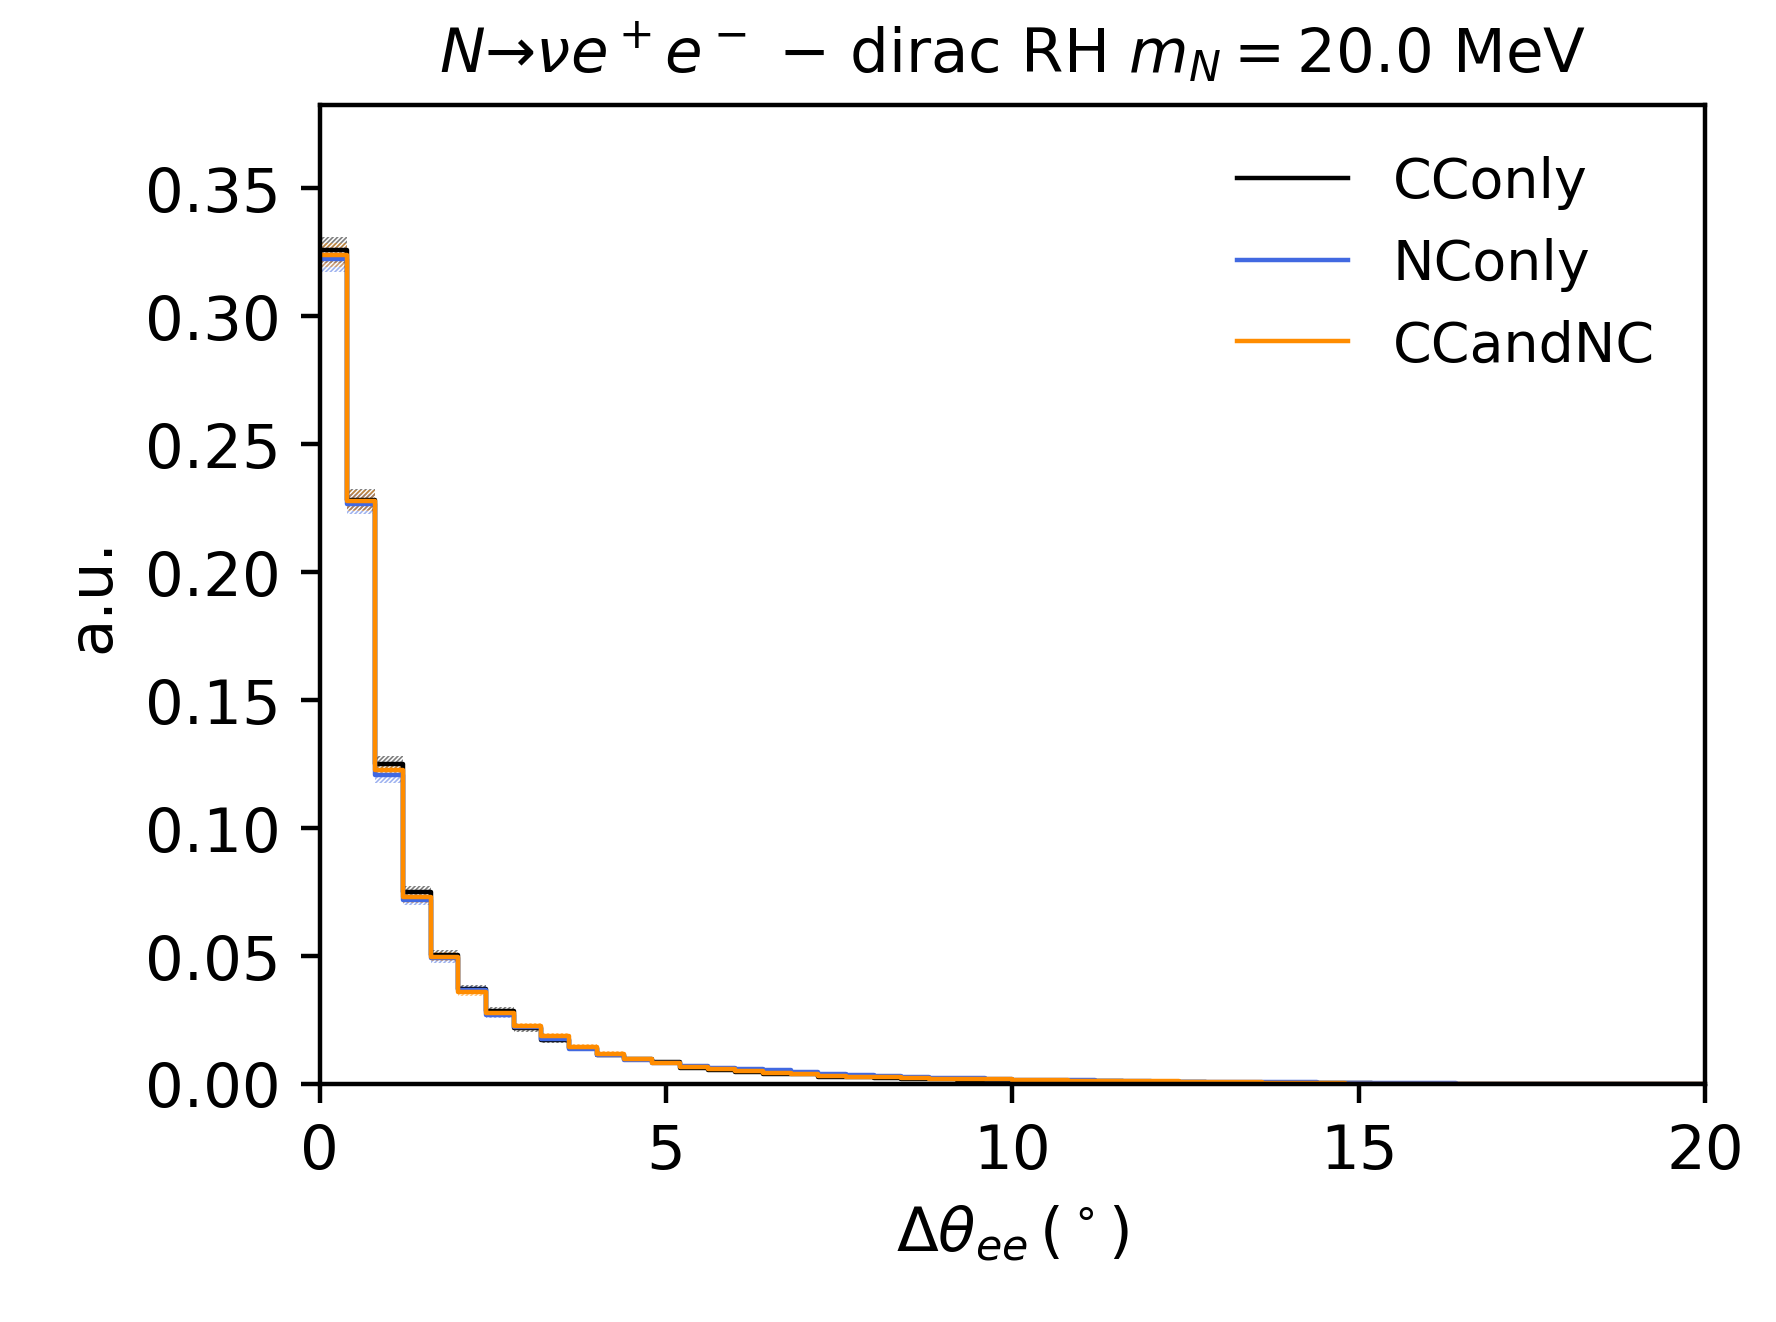 N→νe⁺e⁻ − dirac RH m_N = 20.0 MeV
CConly
NConly
CCandNC
0.35
0.30
0.25
0.20
0.15
0.10
0.05
0.00
a.u.
0 5 10 15 20
Δθ_ee (°)